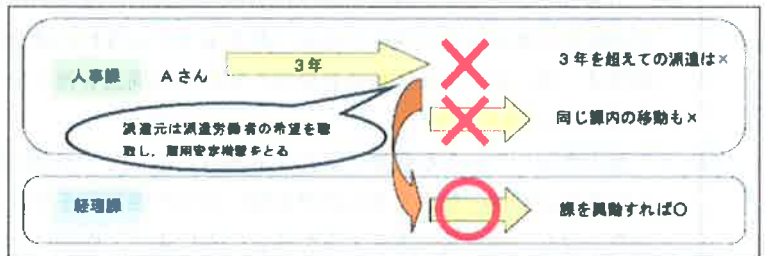 人事課 Aさん 3年 3年を超えての派遣は×
同じ課内の移動も×
派遣元は派遣労働者の希望を聴
取し、雇用安定措置をとる
経理課 課を異動すれば〇